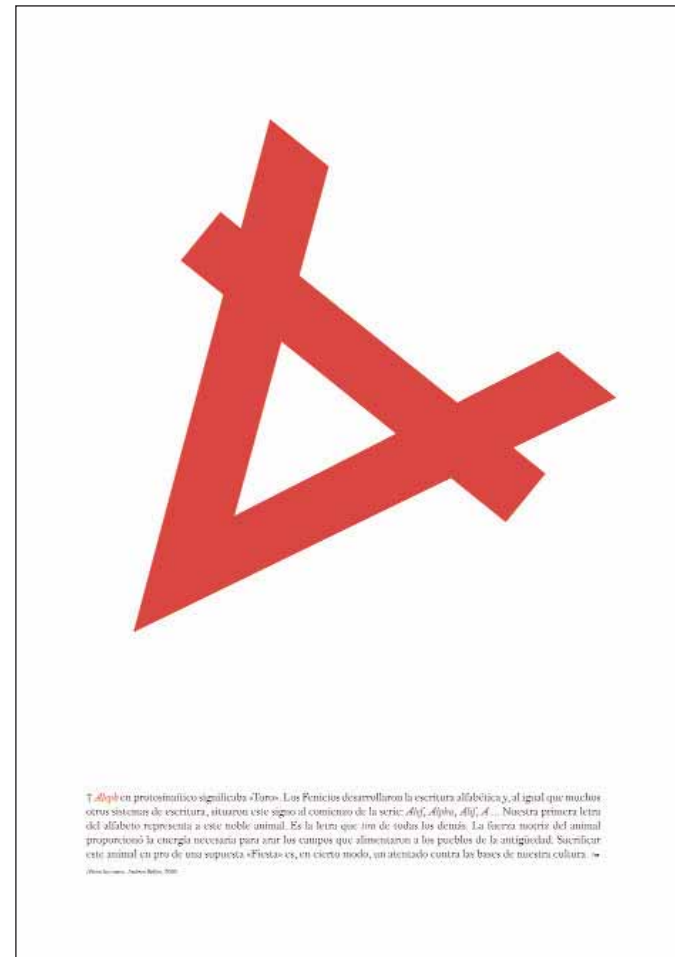 ↑ Aleph en protosinaítico significaba «Toro». Los Fenicios desarrollaron la escritura alfabética y, al igual que muchos
otros sistemas de escritura, situaron este signo al comienzo de la serie: Alef, Alpha, Alif, A... Nuestra primera letra
del alfabeto representa a este noble animal. Es la letra que tira de todas los demás. La fuerza motriz del animal
proporcionó la energía necesaria para arar los campos que alimentaron a los pueblos de la antigüedad. Sacrificar
este animal en pro de una supuesta «Fiesta» es, en cierto modo, un atentado contra las bases de nuestra cultura.